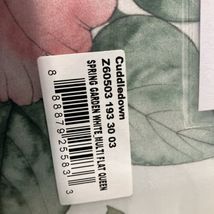 Cuddledown
Z60503 193 30 03
SPRING GARDEN WHITE MULTI FLAT QUEEN
8 88879 25583 3